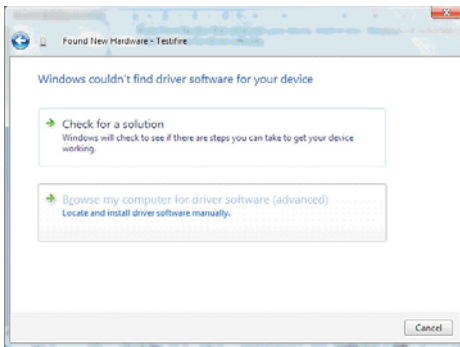 Found New Hardware - Testifire
Windows couldn't find driver software for your device
Check for a solution
Windows will check to see if there are steps you can take to get your device
working.
Browse my computer for driver software (advanced)
Locate and install driver software manually.
Cancel